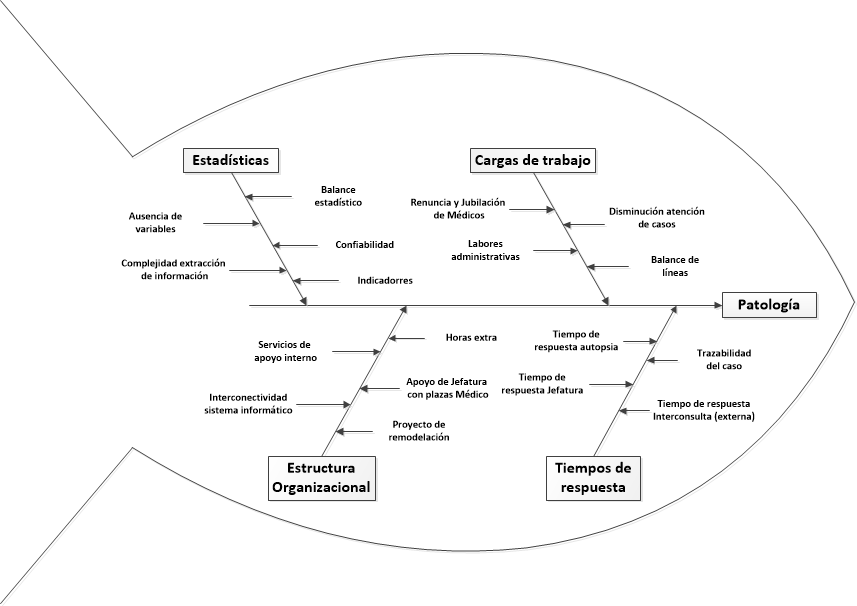 Estadísticas
Cargas de trabajo
Balance
estadístico
Ausencia de
variables
Confiabilidad
Complejidad extracción
de información
Indicadorres
Renuncia y Jubilación
de Médicos
Disminución atención
de casos
Labores
administrativas
Balance de
líneas
Patología
Horas extra
Servicios de
apoyo interno
Apoyo de Jefatura
con plazas Médico
Interconectividad
sistema informático
Proyecto de
remodelación
Estructura
Organizacional
Tiempo de
respuesta autopsia
Trazabilidad
del caso
Tiempo de
respuesta Jefatura
Tiempo de respuesta
Interconsulta (externa)
Tiempos de
respuesta